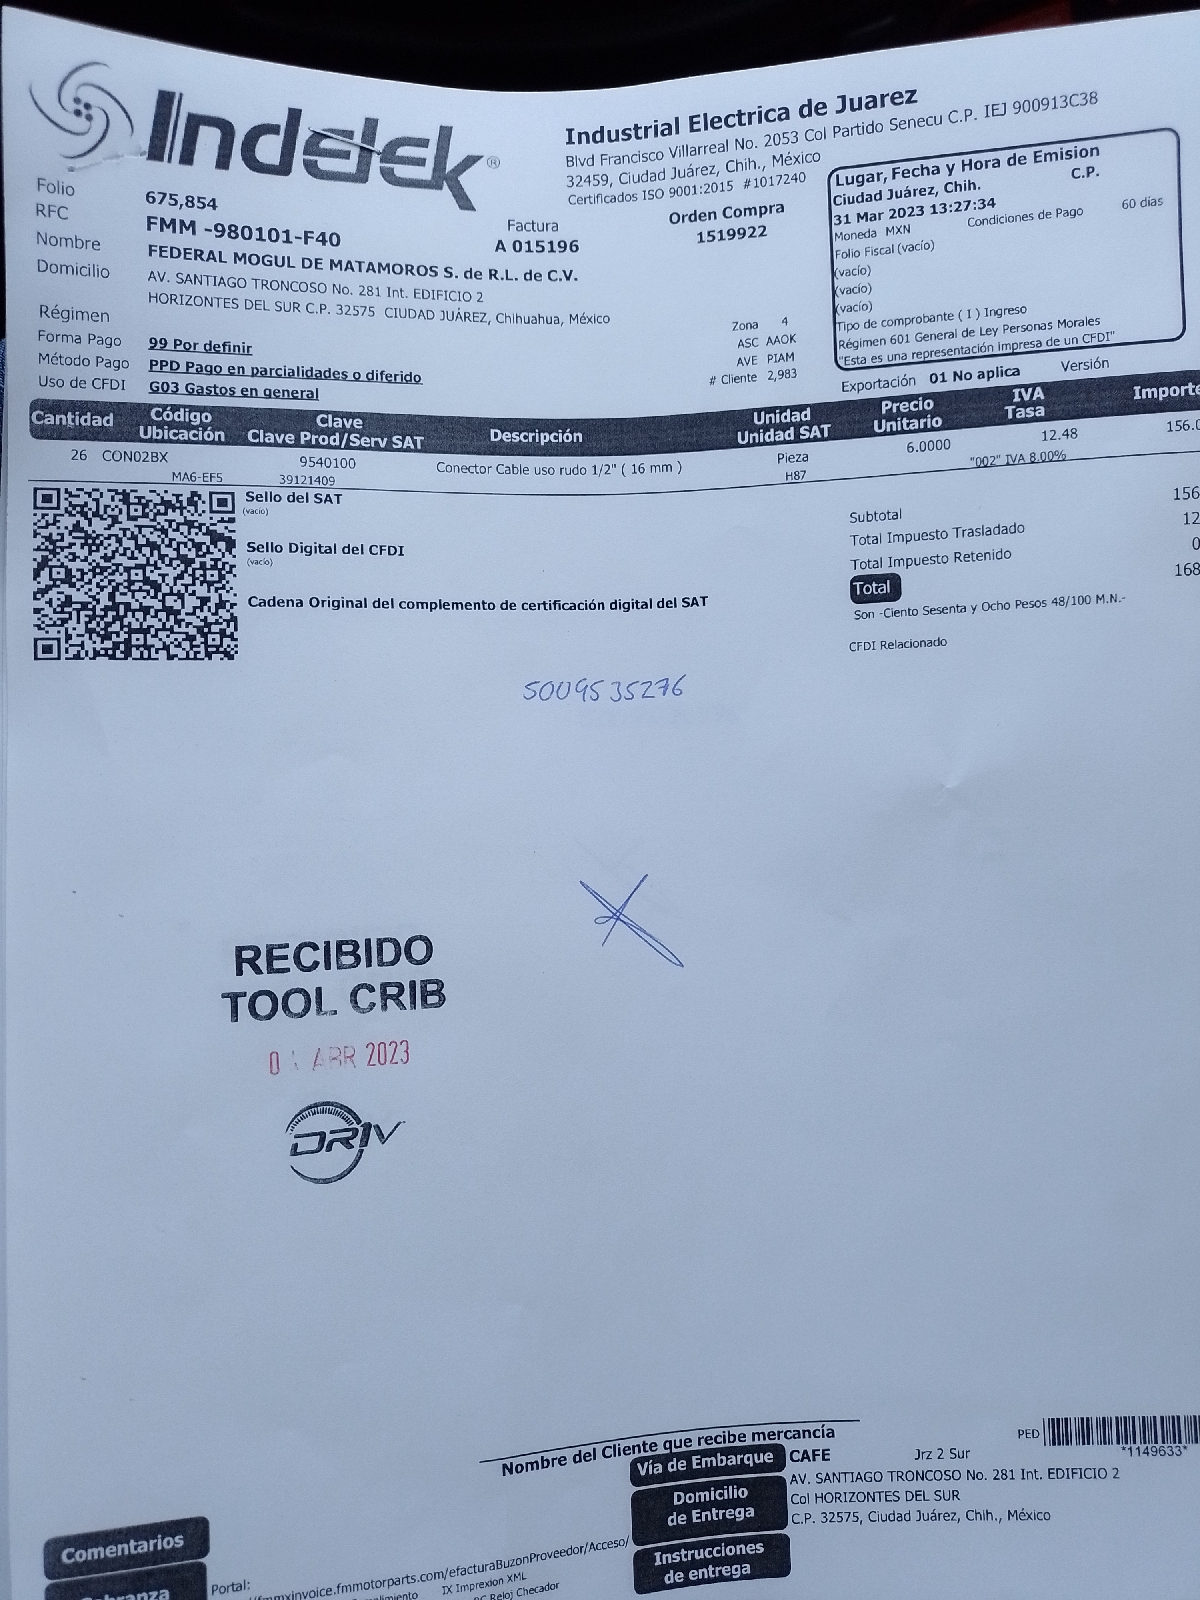 Indelek®
Industrial Electrica de Juarez
Blvd Francisco Villarreal No. 2053 Col Partido Senecu C.P. IEJ 900913C38
32459, Ciudad Juárez, Chih., México
Certificados ISO 9001:2015 #1017240
Folio 675,854
RFC FMM -980101-F40
Nombre FEDERAL MOGUL DE MATAMOROS S. de R.L. de C.V.
Domicilio AV. SANTIAGO TRONCOSO No. 281 Int. EDIFICIO 2
HORIZONTES DEL SUR C.P. 32575 CIUDAD JUÁREZ, Chihuahua, México
Factura
A 015196
Orden Compra
1519922
Lugar, Fecha y Hora de Emision
Ciudad Juárez, Chih. C.P.
31 Mar 2023 13:27:34
Moneda MXN Condiciones de Pago 60 días
Folio Fiscal (vacío)
(vacío)
(vacío)
(vacío)
Tipo de comprobante ( I ) Ingreso
Régimen 601 General de Ley Personas Morales
"Esta es una representación impresa de un CFDI"
Zona 4
ASC AAOK
AVE PIAM
# Cliente 2,983
Régimen
Forma Pago 99 Por definir
Método Pago PPD Pago en parcialidades o diferido
Uso de CFDI G03 Gastos en general
Exportación 01 No aplica Versión
Cantidad Código Ubicación Clave Clave Prod/Serv SAT Descripción Unidad Unidad SAT Precio Unitario IVA Tasa Importe
26 CON02BX 9540100 Conector Cable uso rudo 1/2" ( 16 mm ) Pieza 6.0000 12.48 156.0
MA6-EF5 39121409 H87 "002" IVA 8.00%
Sello del SAT
(vacío)
Sello Digital del CFDI
(vacío)
Cadena Original del complemento de certificación digital del SAT
Subtotal 156
Total Impuesto Trasladado 12
Total Impuesto Retenido 0
Total 168
Son -Ciento Sesenta y Ocho Pesos 48/100 M.N.-
CFDI Relacionado
5009535276
RECIBIDO
TOOL CRIB
ABR 2023
DRIV
Nombre del Cliente que recibe mercancía
PED
*1149633*
Vía de Embarque CAFE Jrz 2 Sur
Domicilio de Entrega
AV. SANTIAGO TRONCOSO No. 281 Int. EDIFICIO 2
Col HORIZONTES DEL SUR
C.P. 32575, Ciudad Juárez, Chih., México
Instrucciones de entrega
Comentarios
Portal:
invoice.fmmotorparts.com/efacturaBuzonProveedor/Acceso/
IX Imprexion XML
Reloj Checador